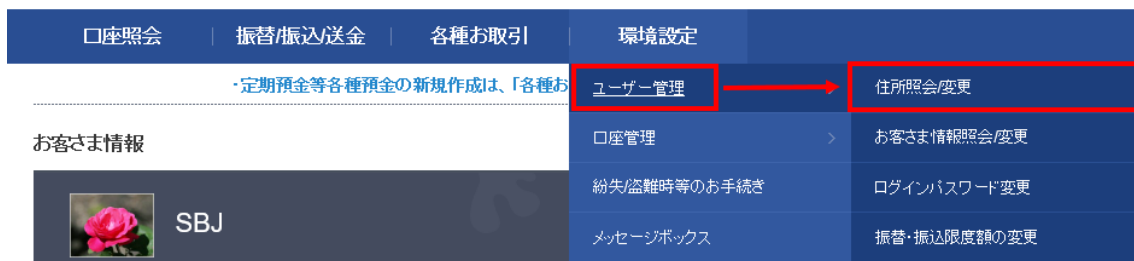 口座照会 振替/振込/送金 各種お取引 環境設定
・定期預金等各種預金の新規作成は、「各種お
ユーザー管理 住所照会/変更
お客さま情報
口座管理 お客さま情報照会/変更
紛失/盗難時等のお手続き ログインパスワード変更
SBJ
メッセージボックス 振替・振込限度額の変更